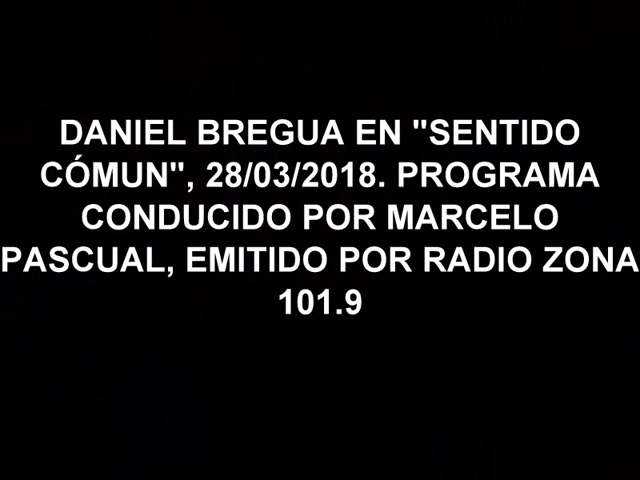 DANIEL BREGUA EN "SENTIDO
CÓMUN", 28/03/2018. PROGRAMA
CONDUCIDO POR MARCELO
PASCUAL, EMITIDO POR RADIO ZONA
101.9